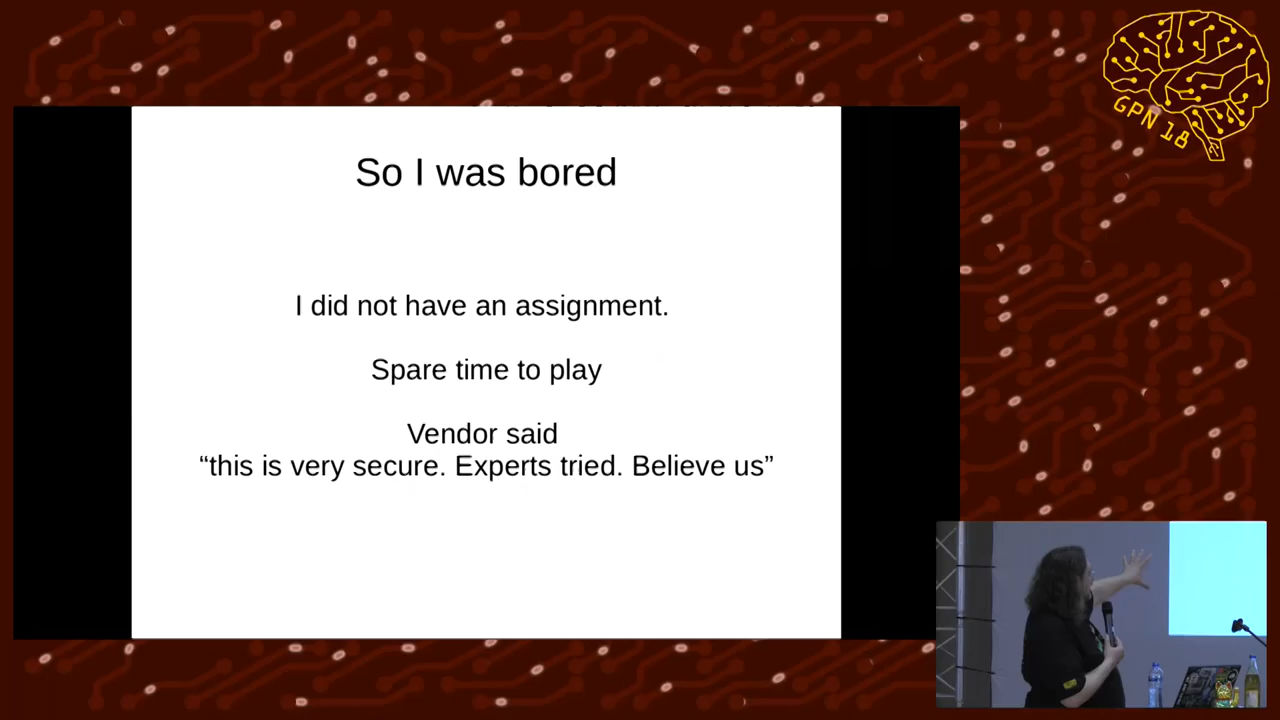 GPN 18
So I was bored
I did not have an assignment.
Spare time to play
Vendor said
“this is very secure. Experts tried. Believe us”